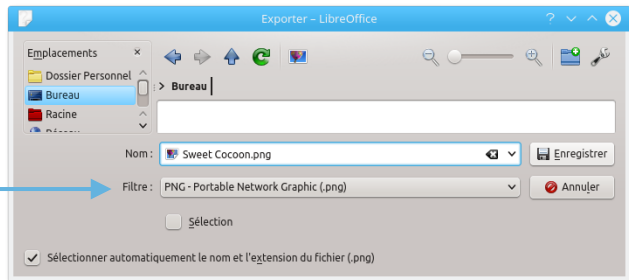 Exporter – LibreOffice
Emplacements
Dossier Personnel
Bureau
Racine
> Bureau
Nom :
Sweet Cocoon.png
Enregistrer
Filtre :
PNG - Portable Network Graphic (.png)
Annuler
Sélection
Sélectionner automatiquement le nom et l'extension du fichier (.png)